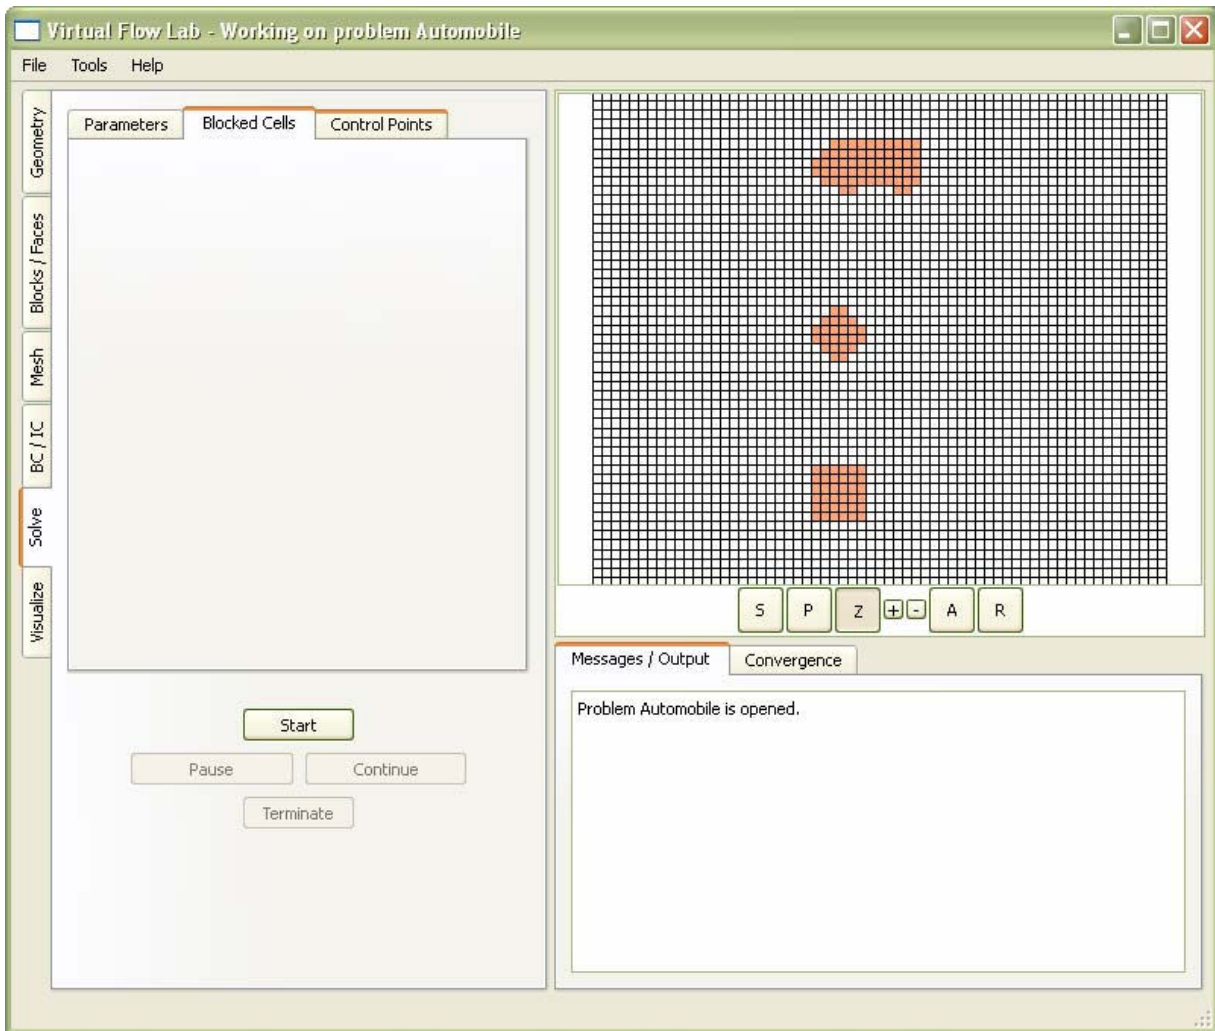 Virtual Flow Lab - Working on problem Automobile
File Tools Help
Geometry
Blocks / Faces
Mesh
BC / IC
Solve
Visualize
Parameters Blocked Cells Control Points
Start
Pause Continue
Terminate
S P Z + - A R
Messages / Output Convergence
Problem Automobile is opened.